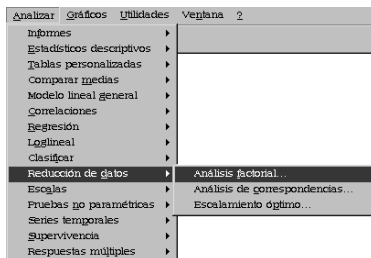 Analizar Gráficos Utilidades Ventana ?
Informes
Estadísticos descriptivos
Tablas personalizadas
Comparar medias
Modelo lineal general
Correlaciones
Regresión
Loglineal
Clasificar
Reducción de datos Análisis factorial...
Escalas Análisis de correspondencias...
Pruebas no paramétricas Escalamiento óptimo...
Series temporales
Supervivencia
Respuestas múltiples